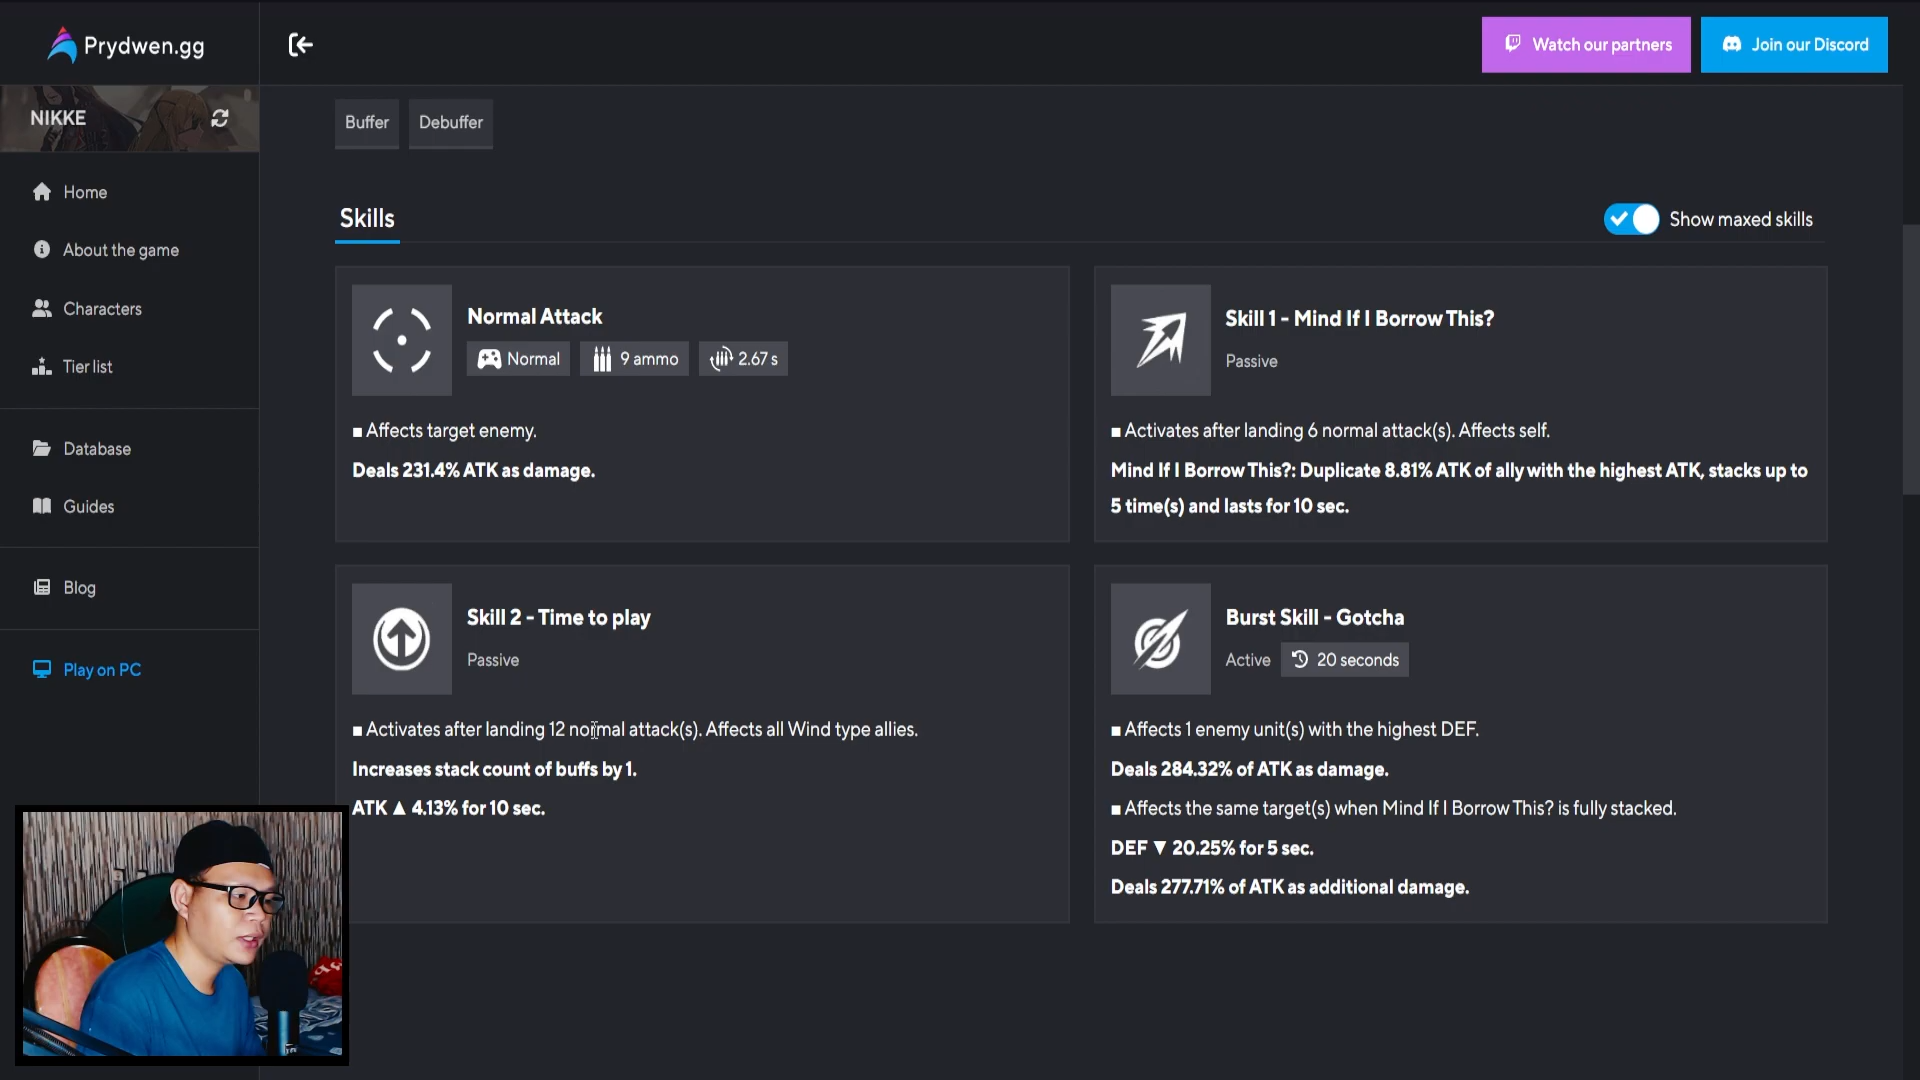 Prydwen.gg
Watch our partners
Join our Discord
NIKKE
Buffer
Debuffer
Home
About the game
Characters
Tier list
Database
Guides
Blog
Play on PC
Skills
Show maxed skills
Normal Attack
Normal
9 ammo
2.67 s
■ Affects target enemy.
Deals 231.4% ATK as damage.
Skill 1 - Mind If I Borrow This?
Passive
■ Activates after landing 6 normal attack(s). Affects self.
Mind If I Borrow This?: Duplicate 8.81% ATK of ally with the highest ATK, stacks up to
5 time(s) and lasts for 10 sec.
Skill 2 - Time to play
Passive
■ Activates after landing 12 normal attack(s). Affects all Wind type allies.
Increases stack count of buffs by 1.
ATK ▲ 4.13% for 10 sec.
Burst Skill - Gotcha
Active
20 seconds
■ Affects 1 enemy unit(s) with the highest DEF.
Deals 284.32% of ATK as damage.
■ Affects the same target(s) when Mind If I Borrow This? is fully stacked.
DEF ▼ 20.25% for 5 sec.
Deals 277.71% of ATK as additional damage.